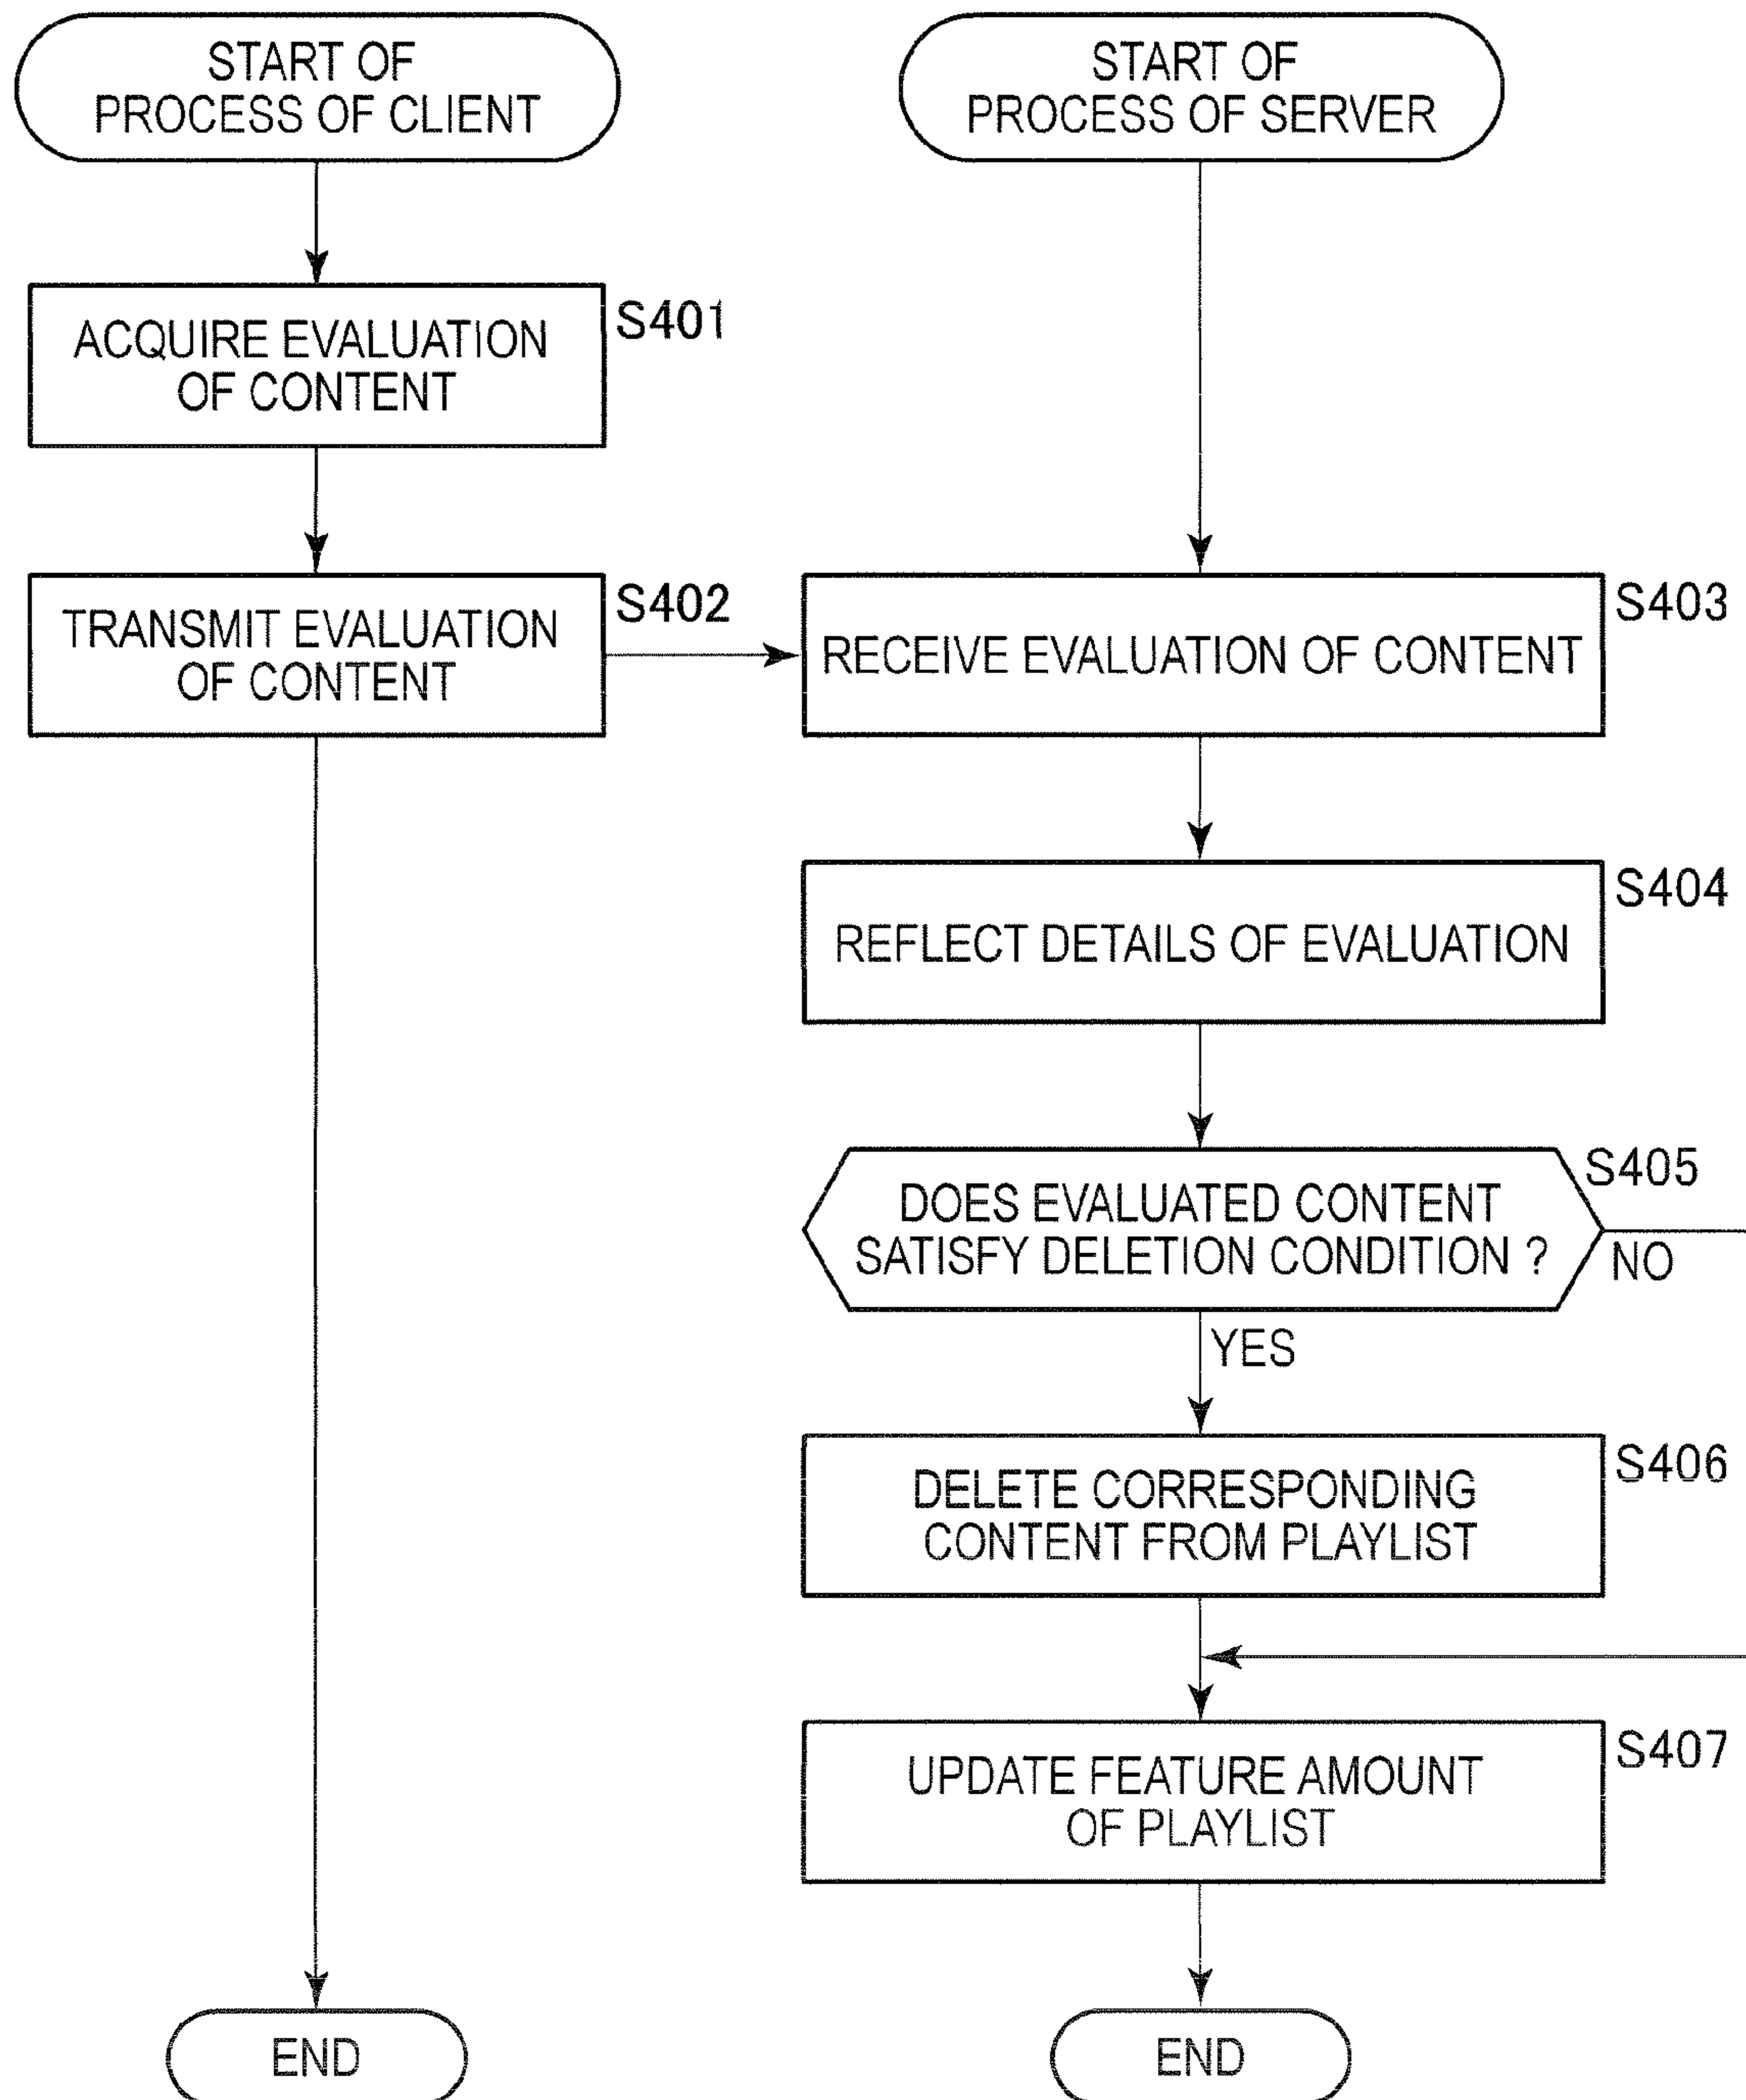 START OF
PROCESS OF CLIENT
START OF
PROCESS OF SERVER
ACQUIRE EVALUATION
OF CONTENT
S401
TRANSMIT EVALUATION
OF CONTENT
S402
RECEIVE EVALUATION OF CONTENT
S403
REFLECT DETAILS OF EVALUATION
S404
DOES EVALUATED CONTENT
SATISFY DELETION CONDITION ?
S405
NO
YES
DELETE CORRESPONDING
CONTENT FROM PLAYLIST
S406
UPDATE FEATURE AMOUNT
OF PLAYLIST
S407
END
END